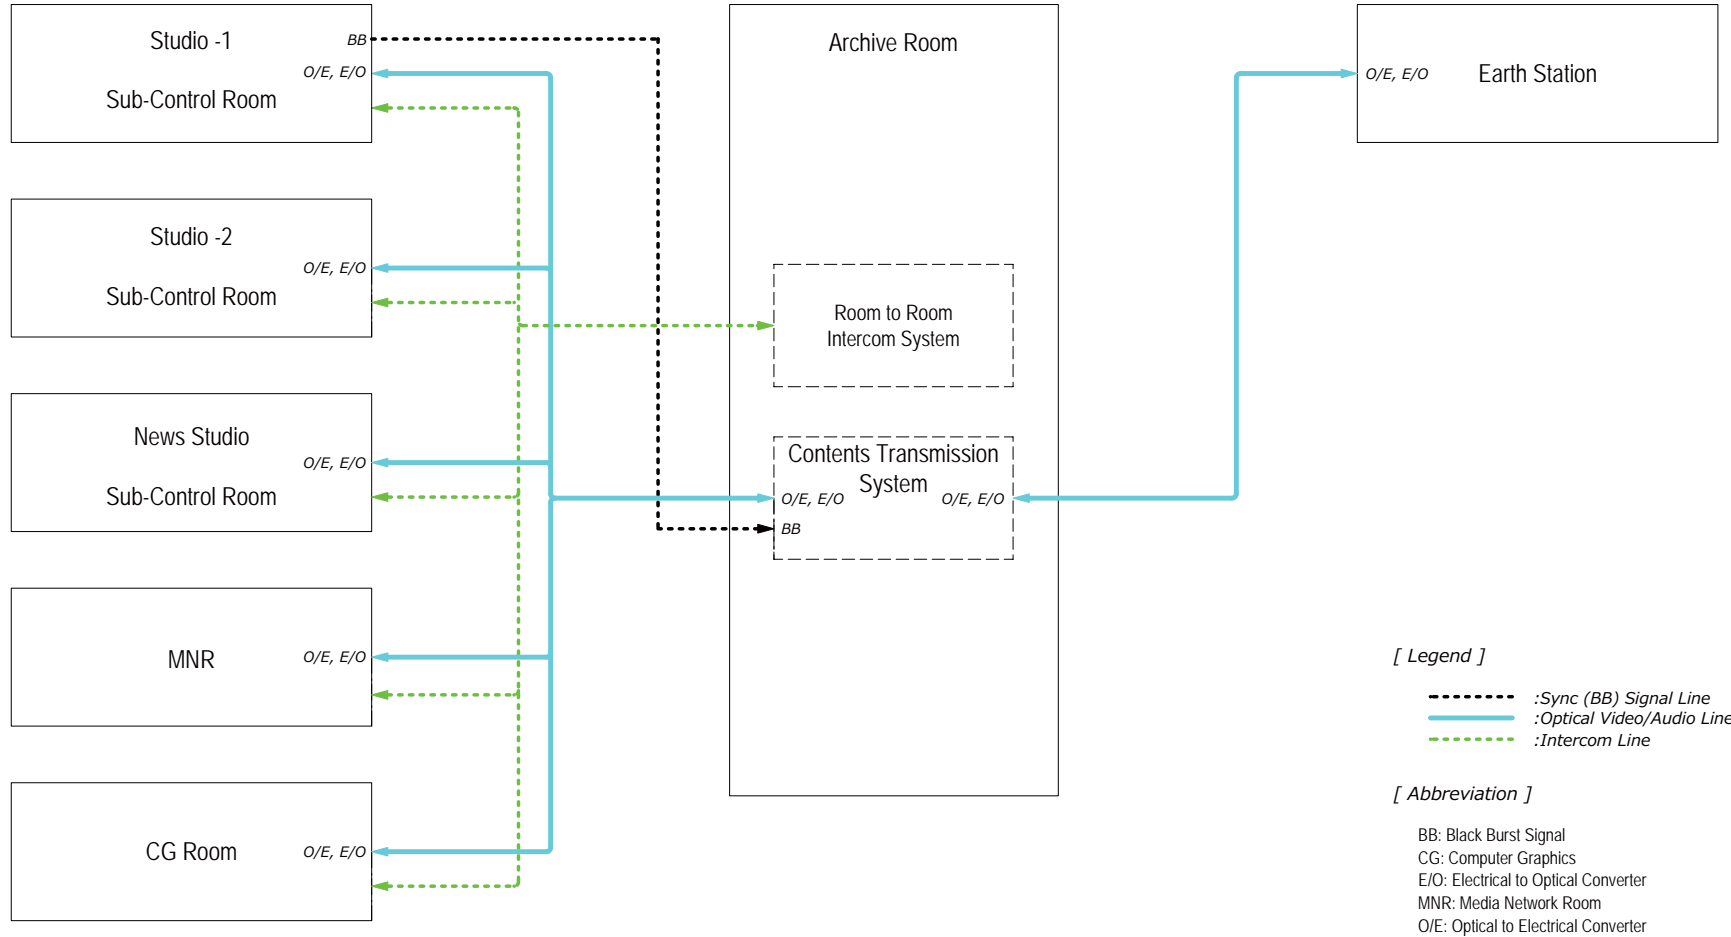 Studio -1
BB
O/E, E/O
Sub-Control Room
Studio -2
O/E, E/O
Sub-Control Room
News Studio
O/E, E/O
Sub-Control Room
MNR
O/E, E/O
CG Room
O/E, E/O
Archive Room
Room to Room
Intercom System
Contents Transmission
System
O/E, E/O
O/E, E/O
BB
O/E, E/O
Earth Station
[ Legend ]
:Sync (BB) Signal Line
:Optical Video/Audio Line
:Intercom Line
[ Abbreviation ]
BB: Black Burst Signal
CG: Computer Graphics
E/O: Electrical to Optical Converter
MNR: Media Network Room
O/E: Optical to Electrical Converter